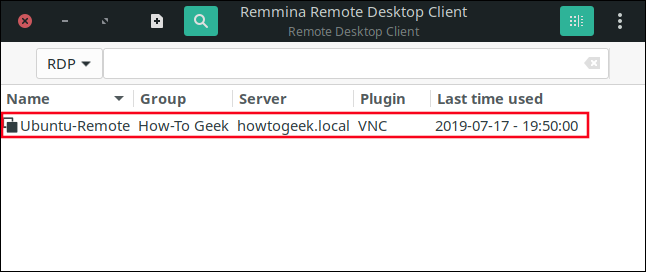 Remmina Remote Desktop Client
Remote Desktop Client
RDP
Name Group Server Plugin Last time used
Ubuntu-Remote How-To Geek howtogeek.local VNC 2019-07-17 - 19:50:00